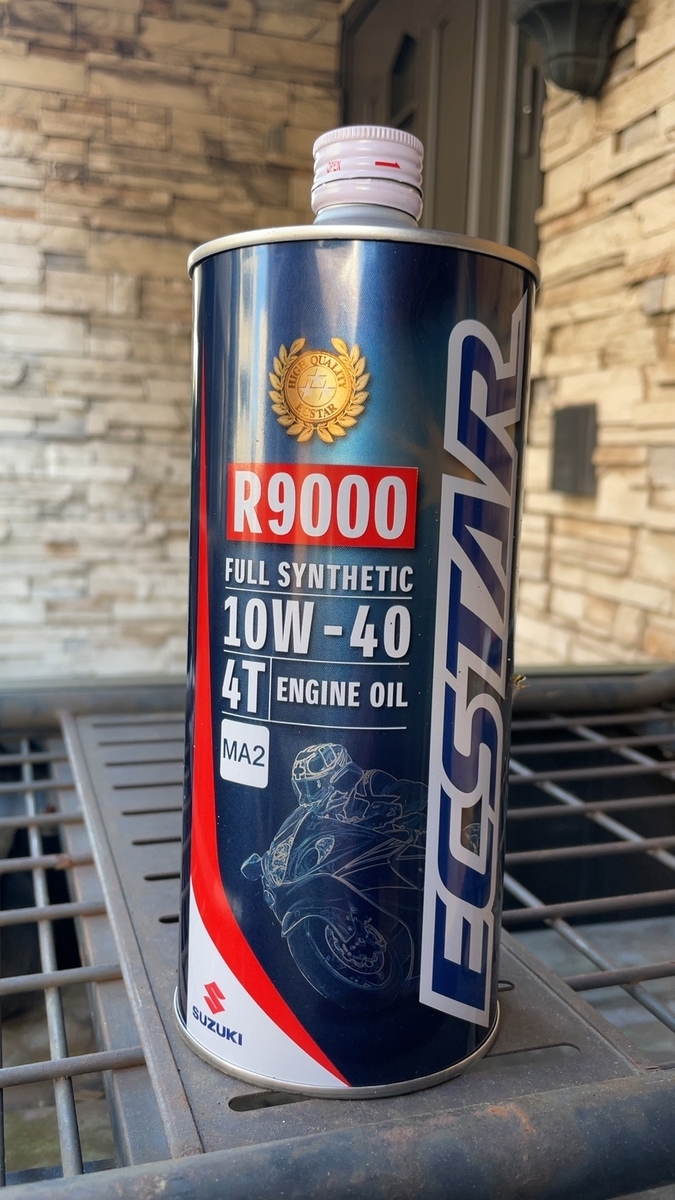 OPEN
HIGH QUALITY
ECSTAR
R9000
FULL SYNTHETIC
10W-40
4T ENGINE OIL
MA2
ECSTAR
SUZUKI